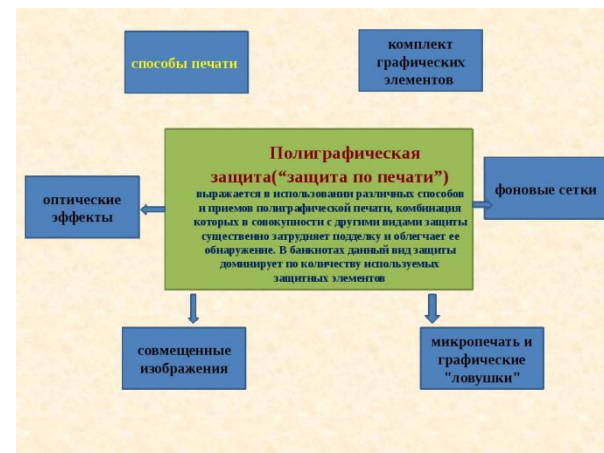 способы печати
комплект
графических
элементов
Полиграфическая
защита(“защита по печати”)
выражается в использовании различных способов
и приемов полиграфической печати, комбинация
которых в совокупности с другими видами защиты
существенно затрудняет подделку и облегчает ее
обнаружение. В банкнотах данный вид защиты
доминирует по количеству используемых
защитных элементов
оптические
эффекты
фоновые сетки
совмещенные
изображения
микропечать и
графические
"ловушки"